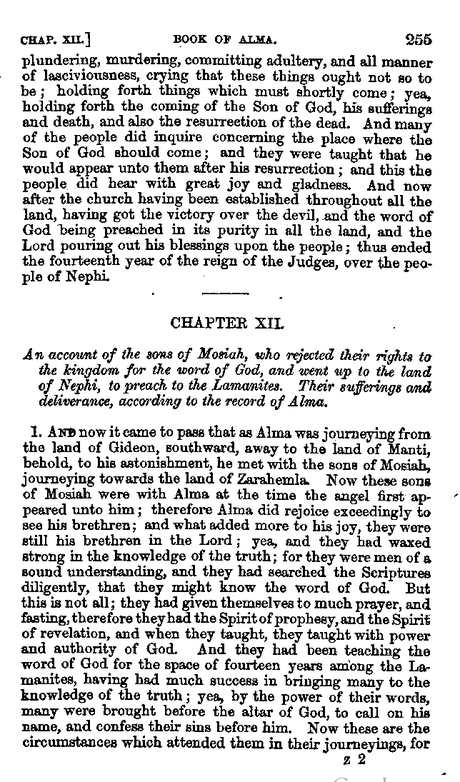 CHAP. XII.] BOOK OF ALMA. 255
plundering, murdering, committing adultery, and all manner
of lasciviousness, crying that these things ought not so to
be; holding forth things which must shortly come; yea,
holding forth the coming of the Son of God, his sufferings
and death, and also the resurrection of the dead. And many
of the people did inquire concerning the place where the
Son of God should come; and they were taught that he
would appear unto them after his resurrection; and this the
people did hear with great joy and gladness. And now
after the church having been established throughout all the
land, having got the victory over the devil, and the word of
God being preached in its purity in all the land, and the
Lord pouring out his blessings upon the people; thus ended
the fourteenth year of the reign of the Judges, over the peo-
ple of Nephi.
CHAPTER XII.
An account of the sons of Mosiah, who rejected their rights to
the kingdom for the word of God, and went up to the land
of Nephi, to preach to the Lamanites. Their sufferings and
deliverance, according to the record of Alma.
1. AND now it came to pass that as Alma was journeying from
the land of Gideon, southward, away to the land of Manti,
behold, to his astonishment, he met with the sons of Mosiah,
journeying towards the land of Zarahemla. Now these sons
of Mosiah were with Alma at the time the angel first ap-
peared unto him; therefore Alma did rejoice exceedingly to
see his brethren; and what added more to his joy, they were
still his brethren in the Lord; yea, and they had waxed
strong in the knowledge of the truth; for they were men of a
sound understanding, and they had searched the Scriptures
diligently, that they might know the word of God. But
this is not all; they had given themselves to much prayer, and
fasting, therefore they had the Spirit of prophesy, and the Spirit
of revelation, and when they taught, they taught with power
and authority of God. And they had been teaching the
word of God for the space of fourteen years among the La-
manites, having had much success in bringing many to the
knowledge of the truth; yea, by the power of their words,
many were brought before the altar of God, to call on his
name, and confess their sins before him. Now these are the
circumstances which attended them in their journeyings, for
Z 2